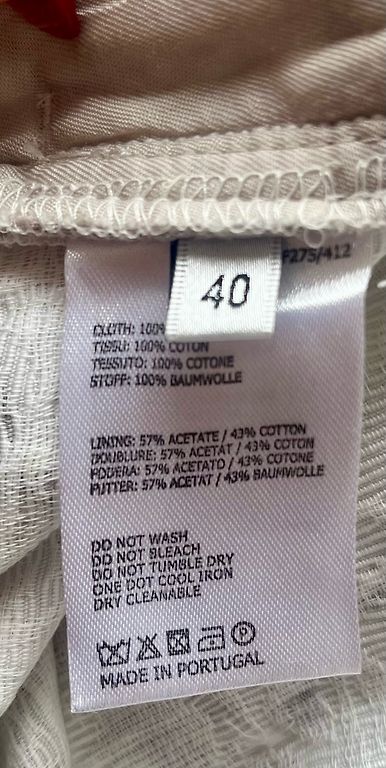 F275/412
40
CLOTH: 100%
TISSU: 100% COTON
TESSUTO: 100% COTONE
STOFF: 100% BAUMWOLLE
LINING: 57% ACETATE / 43% COTTON
DOUBLURE: 57% ACETAT / 43% COTON
FODERA: 57% ACETATO / 43% COTONE
FUTTER: 57% ACETAT / 43% BAUMWOLLE
DO NOT WASH
DO NOT BLEACH
DO NOT TUMBLE DRY
ONE DOT COOL IRON
DRY CLEANABLE
P
MADE IN PORTUGAL